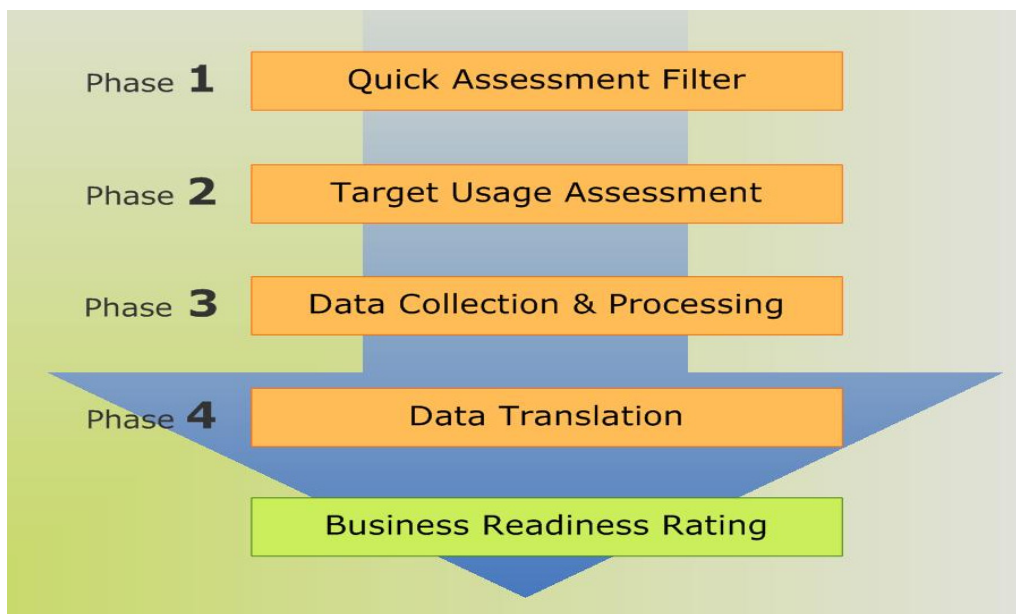 Phase 1 Quick Assessment Filter
Phase 2 Target Usage Assessment
Phase 3 Data Collection & Processing
Phase 4 Data Translation
Business Readiness Rating